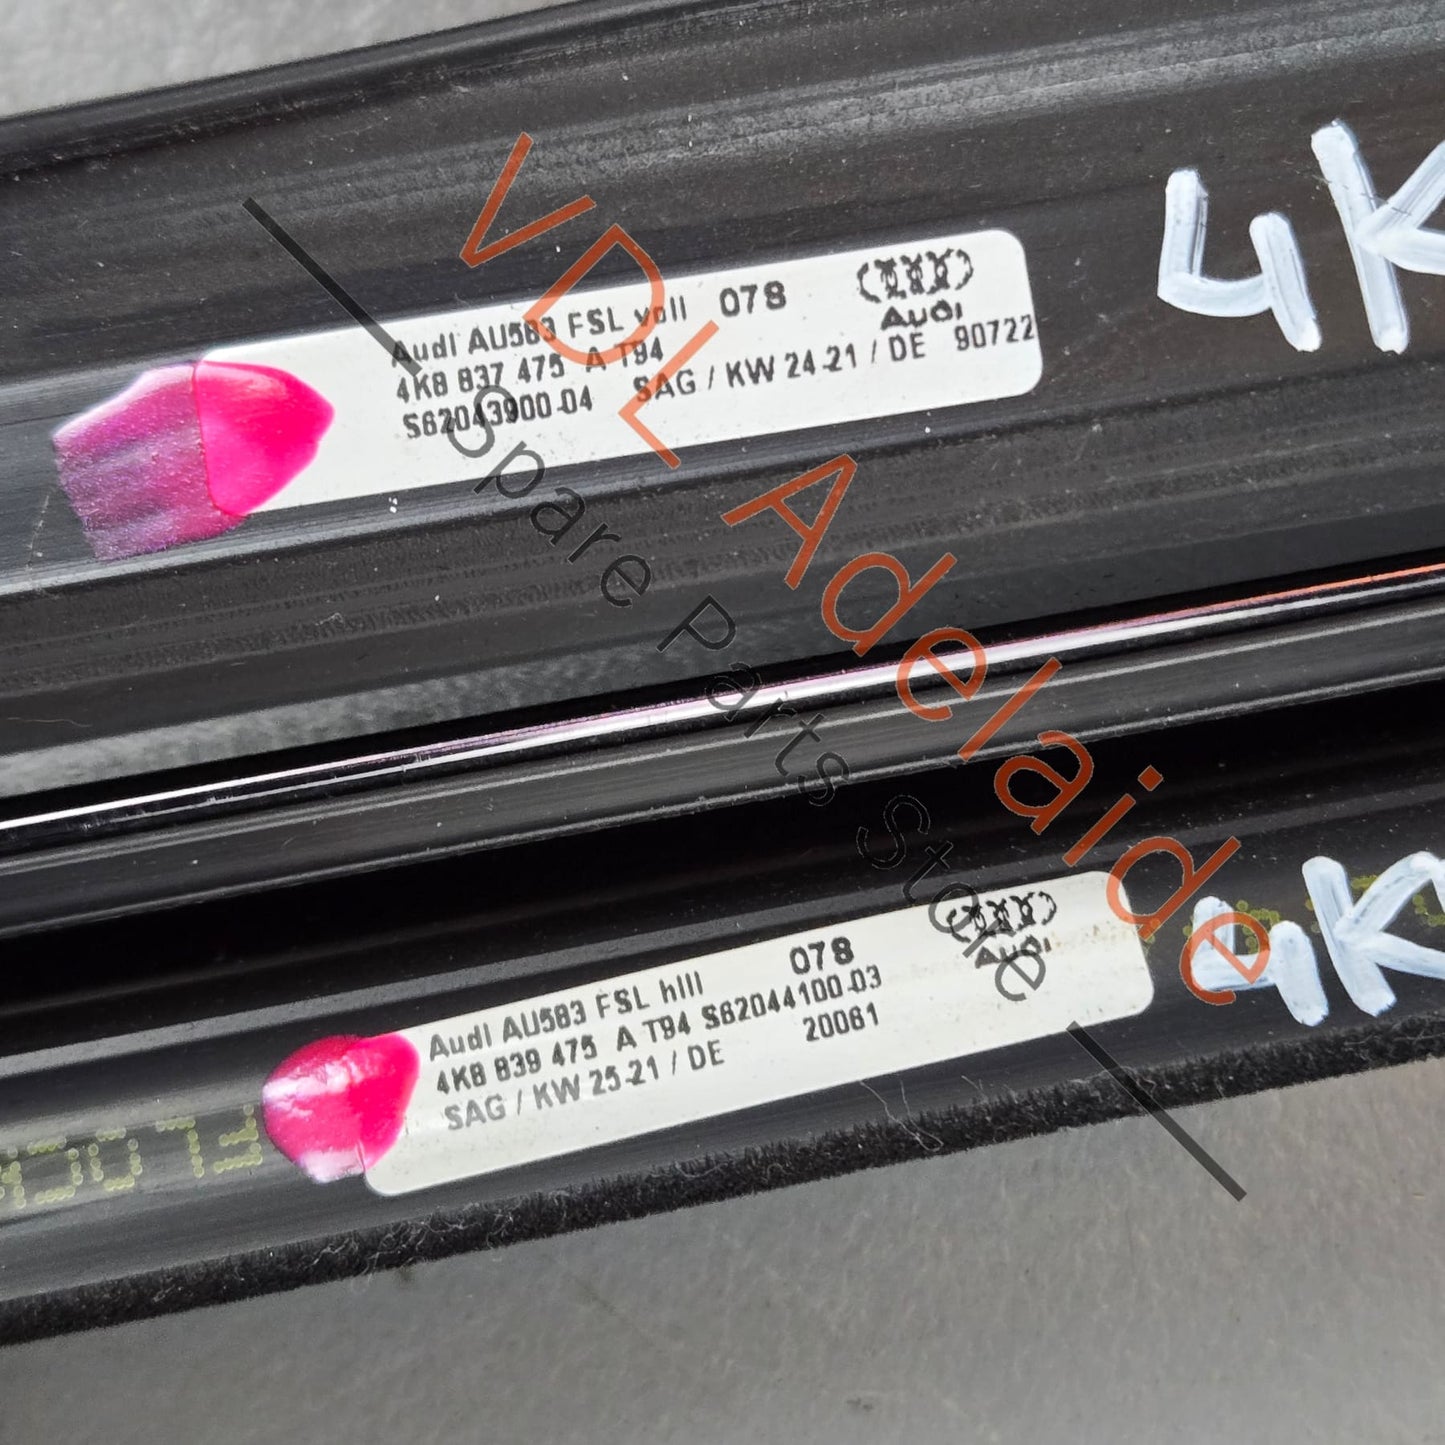 Audi AU583 FSL voll 078
4K8 837 475 A T94
S62043900-04 SAG / KW 24-21 / DE 90722
Audi
4K
VDL Adelaide
Spare Parts Store
Audi AU583 FSL hlll 078
4K8 839 475 A T94 S62044100-03
SAG / KW 25-21 / DE 20061
Audi
4K